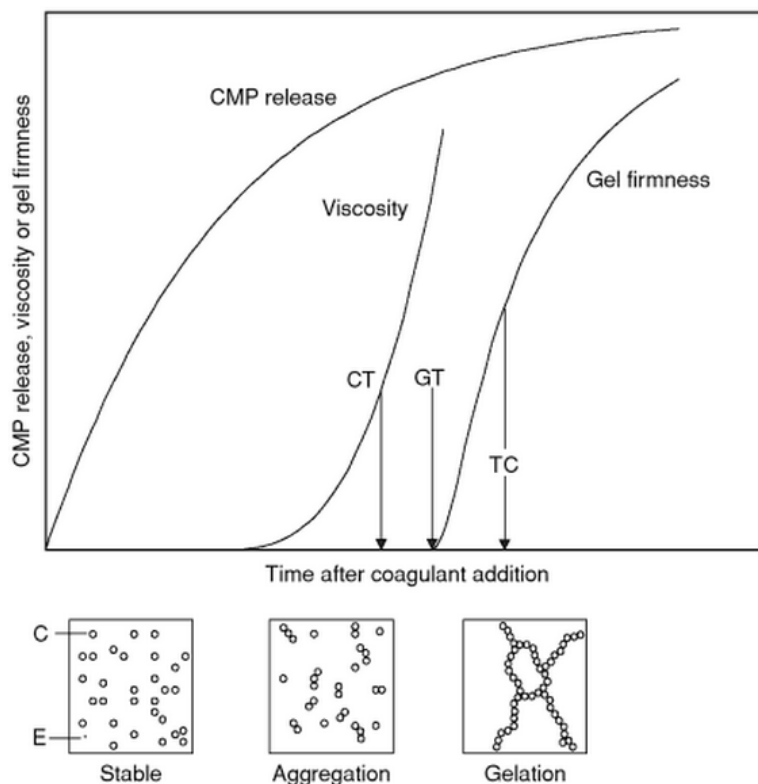 CMP release, viscosity or gel firmness
CMP release
Viscosity
Gel firmness
CT
GT
TC
Time after coagulant addition
C
E
Stable
Aggregation
Gelation